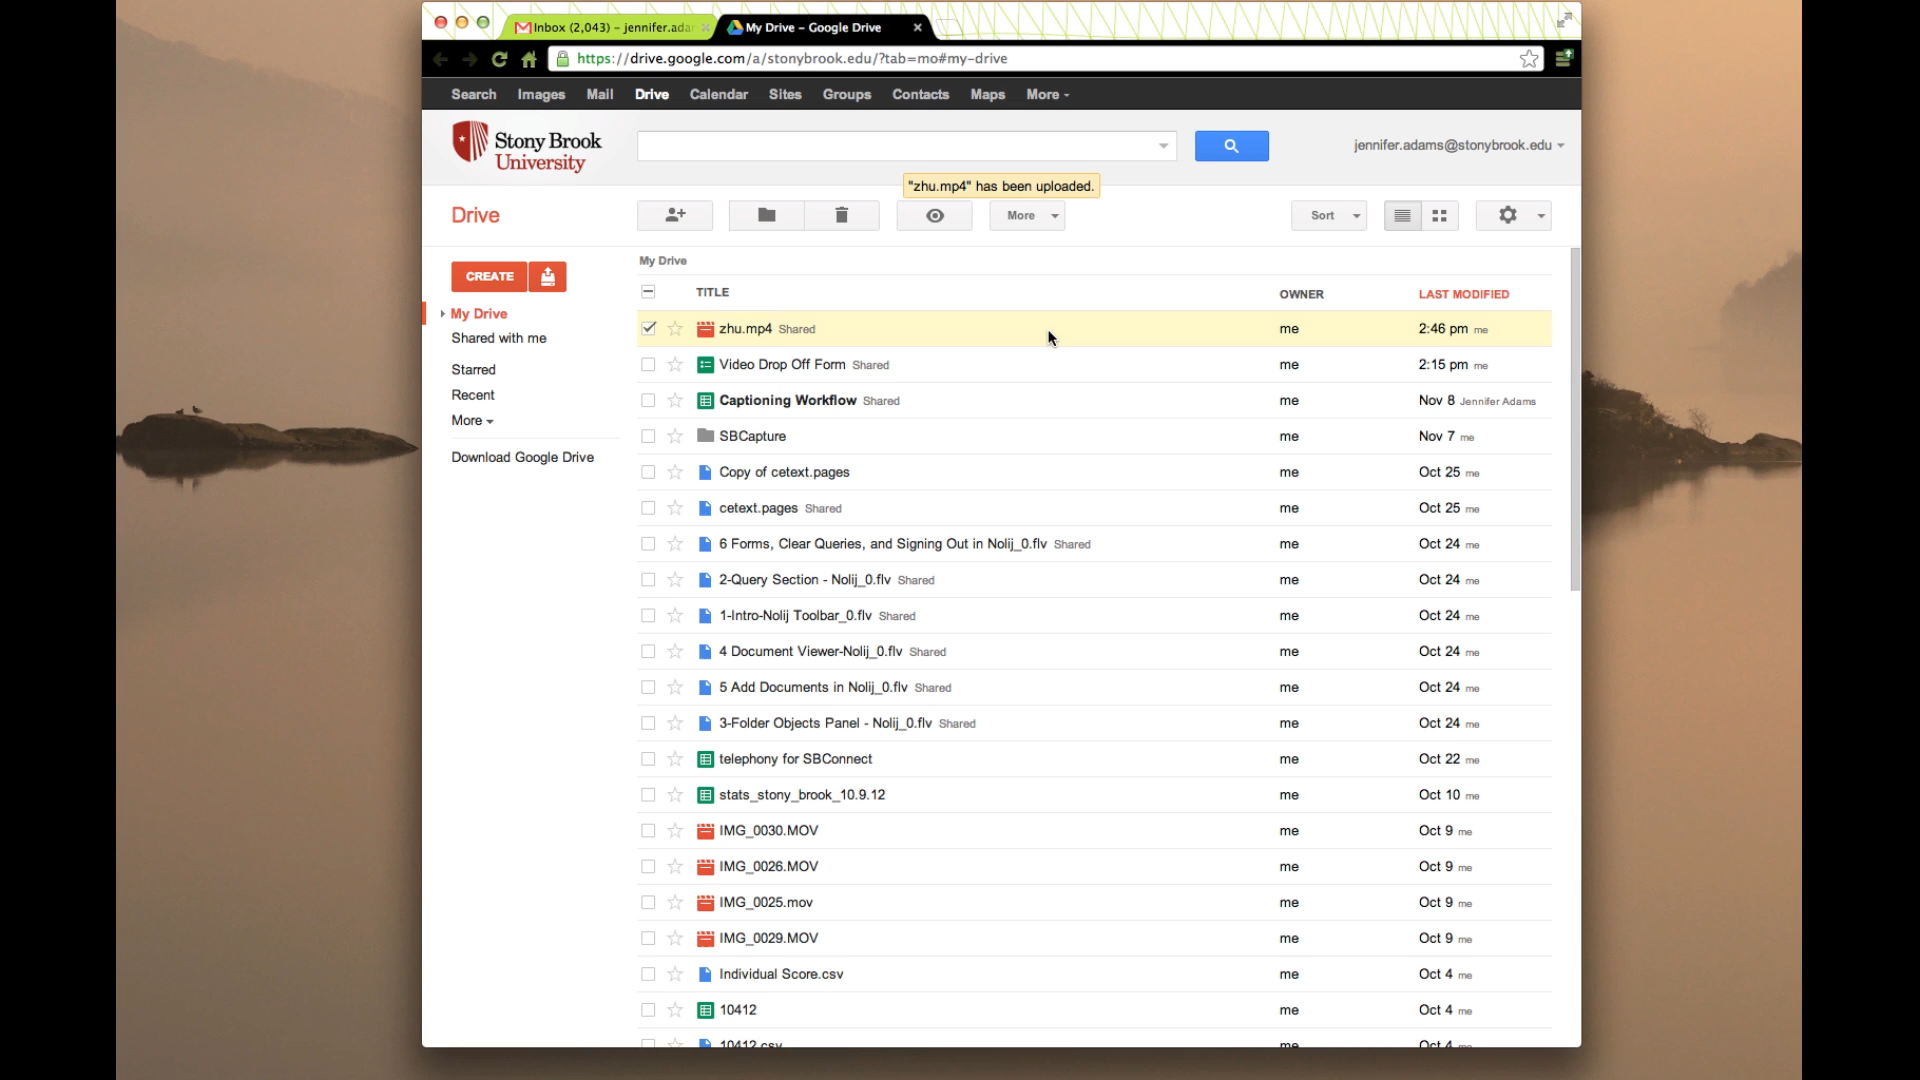 Inbox (2,043) – jennifer.ada
My Drive – Google Drive
https://drive.google.com/a/stonybrook.edu/?tab=mo#my-drive
Search Images Mail Drive Calendar Sites Groups Contacts Maps More
Stony Brook
University
jennifer.adams@stonybrook.edu
"zhu.mp4" has been uploaded.
Drive
More
Sort
CREATE
My Drive
Shared with me
Starred
Recent
More
Download Google Drive
My Drive
TITLE OWNER LAST MODIFIED
zhu.mp4 Shared me 2:46 pm me
Video Drop Off Form Shared me 2:15 pm me
Captioning Workflow Shared me Nov 8 Jennifer Adams
SBCapture me Nov 7 me
Copy of cetext.pages me Oct 25 me
cetext.pages Shared me Oct 25 me
6 Forms, Clear Queries, and Signing Out in Nolij_0.flv Shared me Oct 24 me
2-Query Section - Nolij_0.flv Shared me Oct 24 me
1-Intro-Nolij Toolbar_0.flv Shared me Oct 24 me
4 Document Viewer-Nolij_0.flv Shared me Oct 24 me
5 Add Documents in Nolij_0.flv Shared me Oct 24 me
3-Folder Objects Panel - Nolij_0.flv Shared me Oct 24 me
telephony for SBConnect me Oct 22 me
stats_stony_brook_10.9.12 me Oct 10 me
IMG_0030.MOV me Oct 9 me
IMG_0026.MOV me Oct 9 me
IMG_0025.mov me Oct 9 me
IMG_0029.MOV me Oct 9 me
Individual Score.csv me Oct 4 me
10412 me Oct 4 me
10412.csv me Oct 4 me